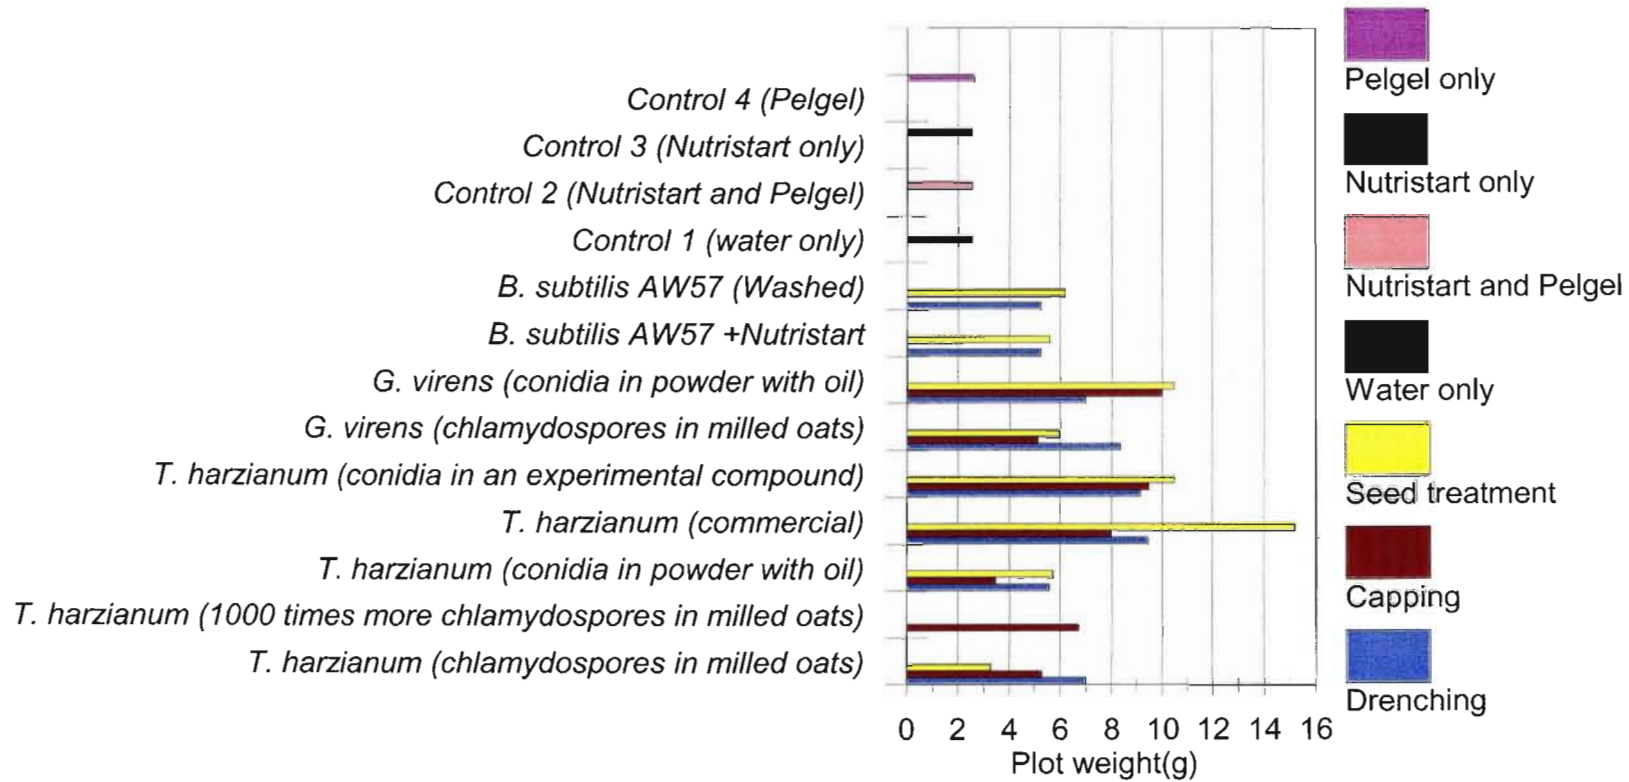 Control 4 (Pelgel)
Control 3 (Nutristart only)
Control 2 (Nutristart and Pelgel)
Control 1 (water only)
B. subtilis AW57 (Washed)
B. subtilis AW57 +Nutristart
G. virens (conidia in powder with oil)
G. virens (chlamydospores in milled oats)
T. harzianum (conidia in an experimental compound)
T. harzianum (commercial)
T. harzianum (conidia in powder with oil)
T. harzianum (1000 times more chlamydospores in milled oats)
T. harzianum (chlamydospores in milled oats)
0 2 4 6 8 10 12 14 16
Plot weight(g)
Pelgel only
Nutristart only
Nutristart and Pelgel
Water only
Seed treatment
Capping
Drenching